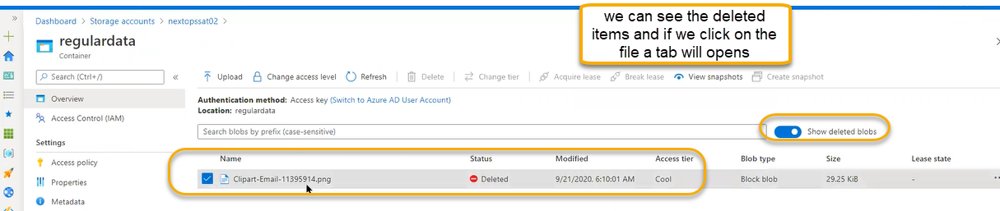 we can see the deleted
items and if we click on the
file a tab will opens
Dashboard > Storage accounts > nextopssat02 >
regulardata
Container
Search (Ctrl+/)
Overview
Access Control (IAM)
Settings
Access policy
Properties
Metadata
Upload Change access level Refresh Delete Change tier Acquire lease Break lease View snapshots Create snapshot
Authentication method: Access key (Switch to Azure AD User Account)
Location: regulardata
Search blobs by prefix (case-sensitive)
Show deleted blobs
Name Status Modified Access tier Blob type Size Lease state
Clipart-Email-11395914.png Deleted 9/21/2020, 6:10:01 AM Cool Block blob 29.25 KiB -